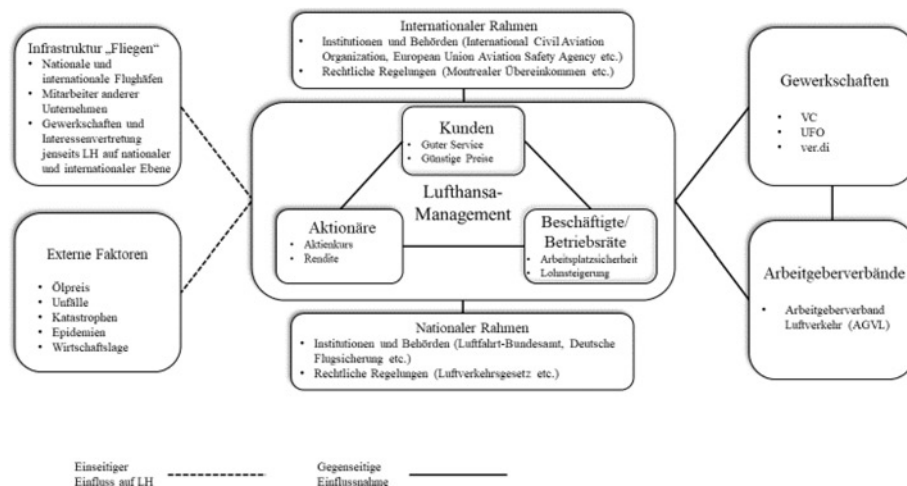 Internationaler Rahmen
• Institutionen und Behörden (International Civil Aviation
Organization, European Union Aviation Safety Agency etc.)
• Rechtliche Regelungen (Montrealer Übereinkommen etc.)
Infrastruktur „Fliegen“
• Nationale und
internationale Flughäfen
• Mitarbeiter anderer
Unternehmen
• Gewerkschaften und
Interessenvertretung
jenseits LH auf nationaler
und internationaler Ebene
Externe Faktoren
• Ölpreis
• Unfälle
• Katastrophen
• Epidemien
• Wirtschaftslage
Kunden
• Guter Service
• Günstige Preise
Lufthansa-
Management
Aktionäre
• Aktienkurs
• Rendite
Beschäftigte/
Betriebsräte
• Arbeitsplatzsicherheit
• Lohnsteigerung
Nationaler Rahmen
• Institutionen und Behörden (Luftfahrt-Bundesamt, Deutsche
Flugsicherung etc.)
• Rechtliche Regelungen (Luftverkehrsgesetz etc.)
Gewerkschaften
• VC
• UFO
• ver.di
Arbeitgeberverbände
• Arbeitgeberverband
Luftverkehr (AGVL)
Einseitiger
Einfluss auf LH
Gegenseitige
Einflussnahme